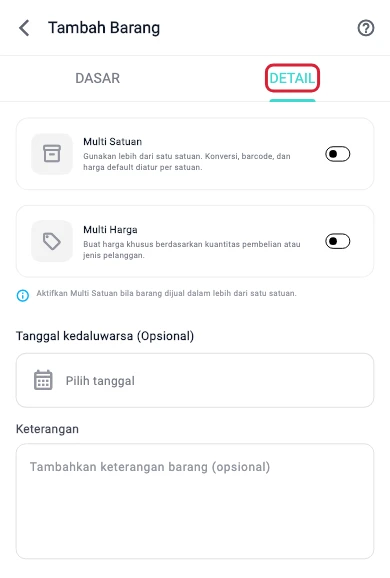 Tambah Barang
DASAR
DETAIL
Multi Satuan
Gunakan lebih dari satu satuan. Konversi, barcode, dan
harga default diatur per satuan.
Multi Harga
Buat harga khusus berdasarkan kuantitas pembelian atau
jenis pelanggan.
Aktifkan Multi Satuan bila barang dijual dalam lebih dari satu satuan.
Tanggal kedaluwarsa (Opsional)
Pilih tanggal
Keterangan
Tambahkan keterangan barang (opsional)